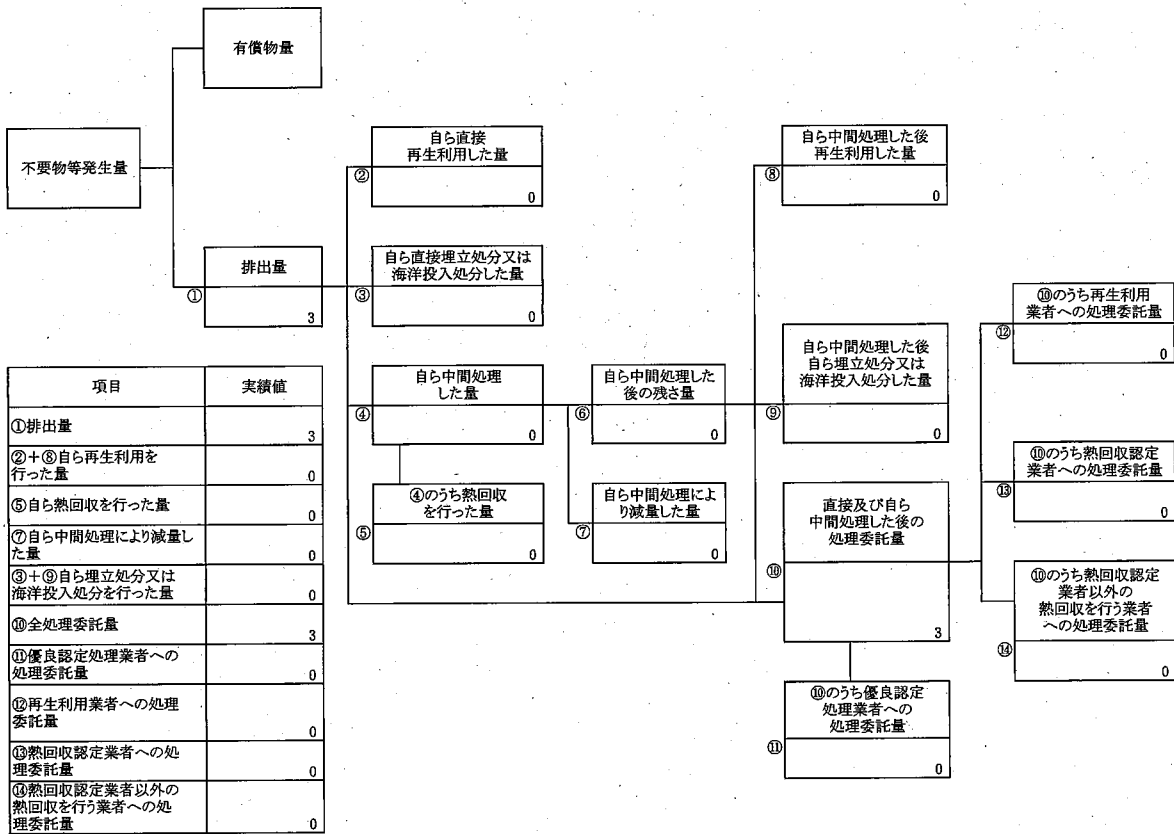 有償物量
不要物等発生量
排出量
①
3
自ら直接
再生利用した量
②
0
自ら直接埋立処分又は
海洋投入処分した量
③
0
自ら中間処理
した量
④
0
④のうち熱回収
を行った量
⑤
0
自ら中間処理した
後の残さ量
⑥
0
自ら中間処理によ
り減量した量
⑦
0
自ら中間処理した後
再生利用した量
⑧
0
自ら中間処理した後
自ら埋立処分又は
海洋投入処分した量
⑨
0
直接及び自ら
中間処理した後の
処理委託量
⑩
3
⑩のうち優良認定
処理業者への
処理委託量
⑪
0
⑩のうち再生利用
業者への処理委託量
⑫
0
⑩のうち熱回収認定
業者への処理委託量
⑬
0
⑩のうち熱回収認定
業者以外の
熱回収を行う業者
への処理委託量
⑭
0
項目 実績値
①排出量 3
②+⑧自ら再生利用を
行った量 0
⑤自ら熱回収を行った量 0
⑦自ら中間処理により減量し
た量 0
③+⑨自ら埋立処分又は
海洋投入処分を行った量 0
⑩全処理委託量 3
⑪優良認定処理業者への
処理委託量 0
⑫再生利用業者への処理
委託量 0
⑬熱回収認定業者への処
理委託量 0
⑭熱回収認定業者以外の
熱回収を行う業者への処
理委託量 0